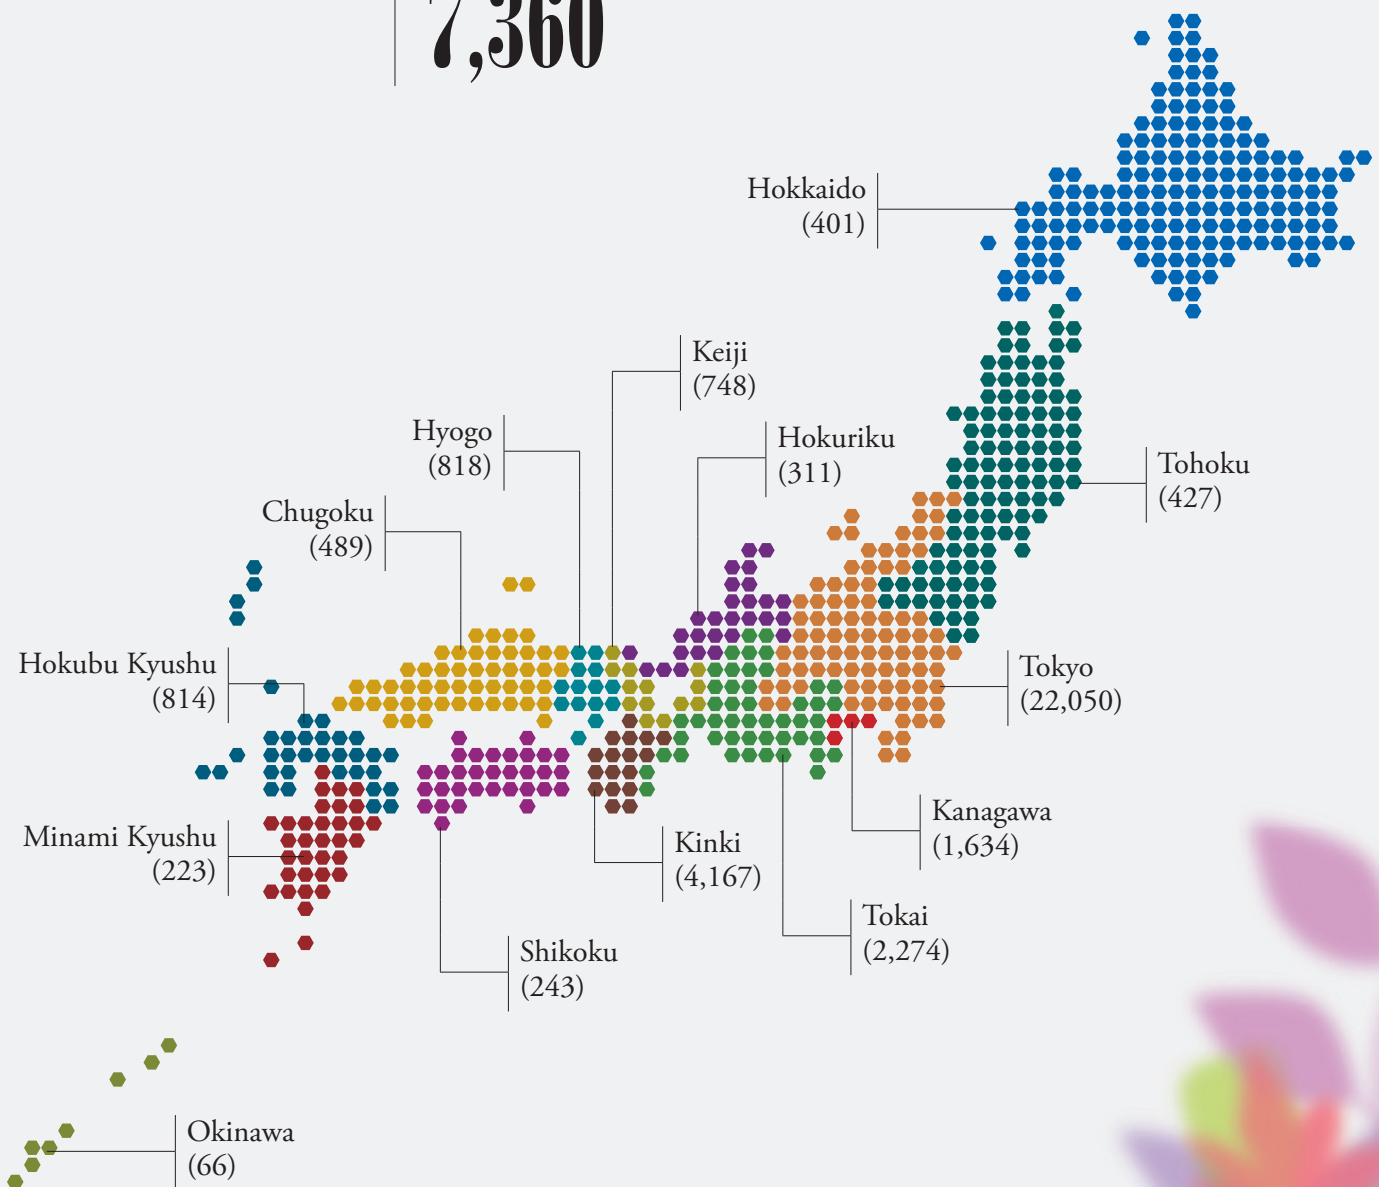 7,360
Hokkaido
(401)
Keiji
(748)
Hyogo
(818)
Hokuriku
(311)
Tohoku
(427)
Chugoku
(489)
Hokubu Kyushu
(814)
Tokyo
(22,050)
Kanagawa
(1,634)
Minami Kyushu
(223)
Kinki
(4,167)
Tokai
(2,274)
Shikoku
(243)
Okinawa
(66)